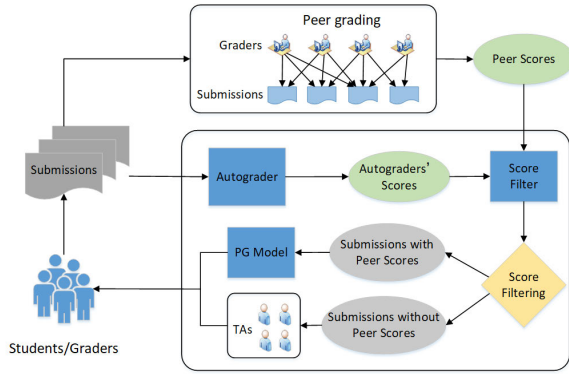 Peer grading
Graders
Submissions
Peer Scores
Submissions
Autograder
Autograders'
Scores
Score
Filter
PG Model
Submissions with
Peer Scores
Score
Filtering
TAs
Submissions without
Peer Scores
Students/Graders